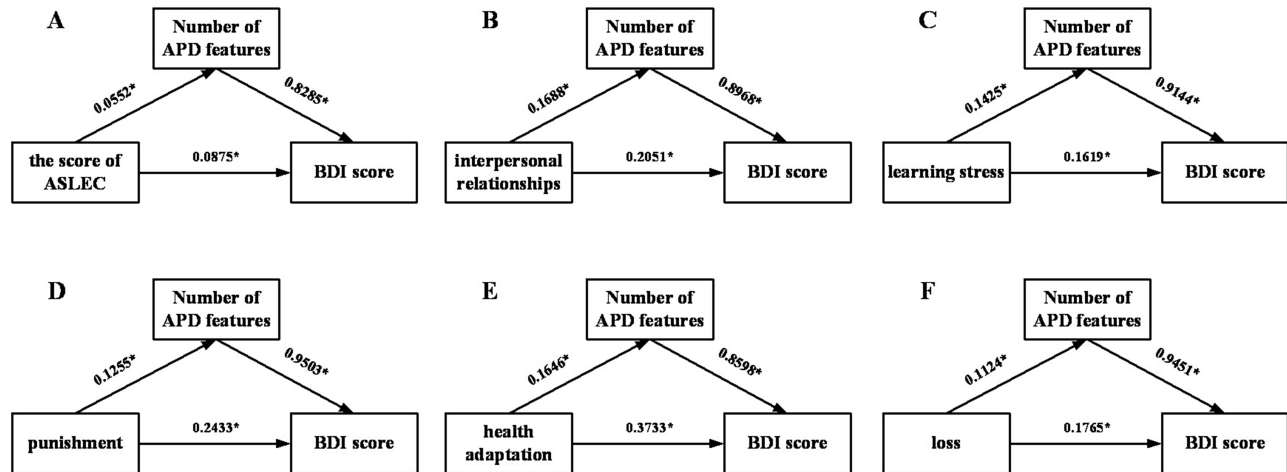 A
Number of
APD features
0.0552*
0.8285*
the score of
ASLEC
0.0875*
BDI score
B
Number of
APD features
0.1688*
0.8968*
interpersonal
relationships
0.2051*
BDI score
C
Number of
APD features
0.1425*
0.9144*
learning stress
0.1619*
BDI score
D
Number of
APD features
0.1255*
0.9503*
punishment
0.2433*
BDI score
E
Number of
APD features
0.1646*
0.8598*
health
adaptation
0.3733*
BDI score
F
Number of
APD features
0.1124*
0.9451*
loss
0.1765*
BDI score